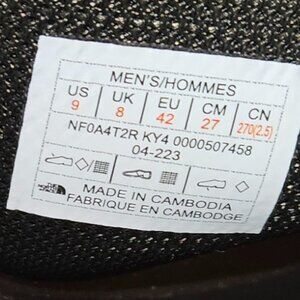 MEN'S/HOMMES
US UK EU CM CN
9 8 42 27 270(2.5)
NF0A4T2R KY4 0000507458
04-223
MADE IN CAMBODIA
FABRIQUE EN CAMBODGE